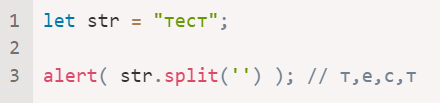 1 let str = "тест";
2
3 alert( str.split('') ); // т,е,с,т